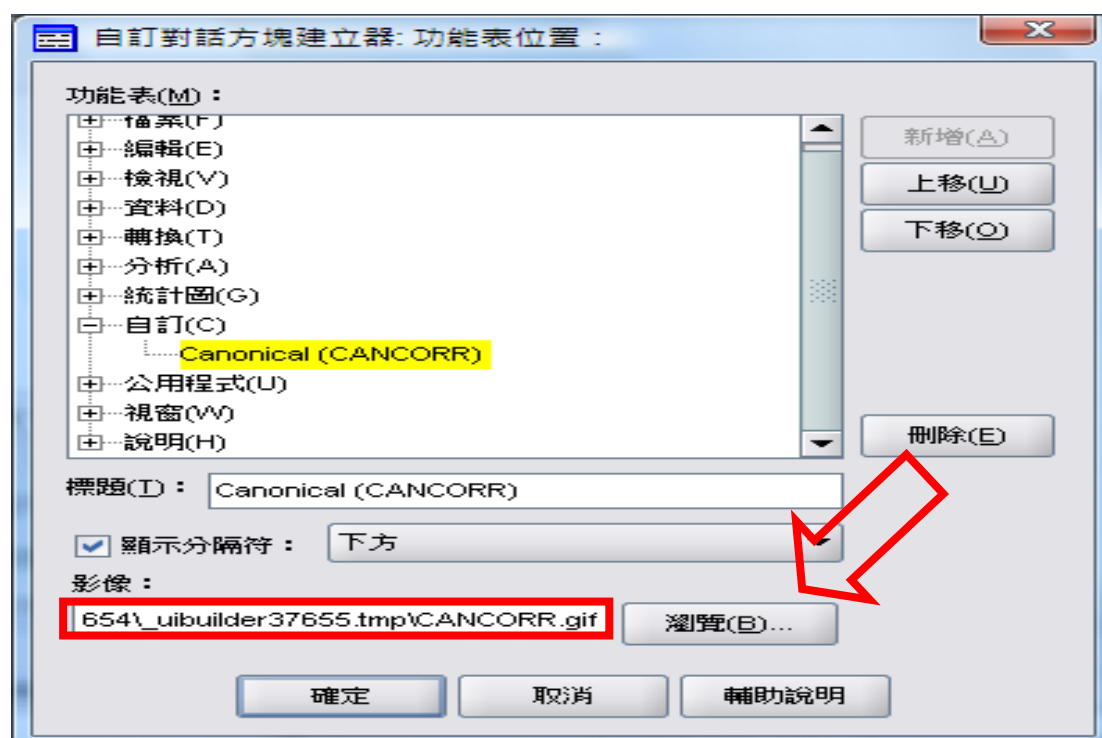 自訂對話方塊建立器: 功能表位置：
功能表(M)：
檔案(F)
編輯(E)
檢視(V)
資料(D)
轉換(T)
分析(A)
統計圖(G)
自訂(C)
Canonical (CANCORR)
公用程式(U)
視窗(W)
說明(H)
新增(A)
上移(U)
下移(O)
刪除(E)
標題(T)： Canonical (CANCORR)
顯示分隔符： 下方
影像：
654\_uibuilder37655.tmp\CANCORR.gif 瀏覽(B)...
確定 取消 輔助說明